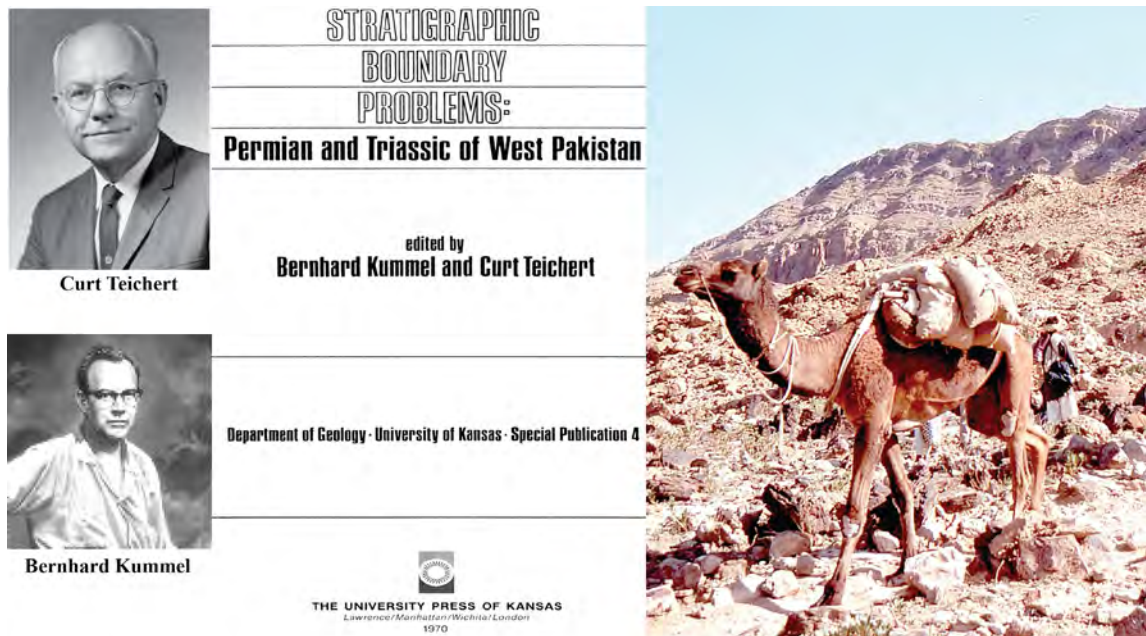 Curt Teichert
Bernhard Kummel
STRATIGRAPHIC
BOUNDARY
PROBLEMS:
Permian and Triassic of West Pakistan
edited by
Bernhard Kummel and Curt Teichert
Department of Geology · University of Kansas · Special Publication 4
THE UNIVERSITY PRESS OF KANSAS
Lawrence/Manhattan/Wichita/London
1970